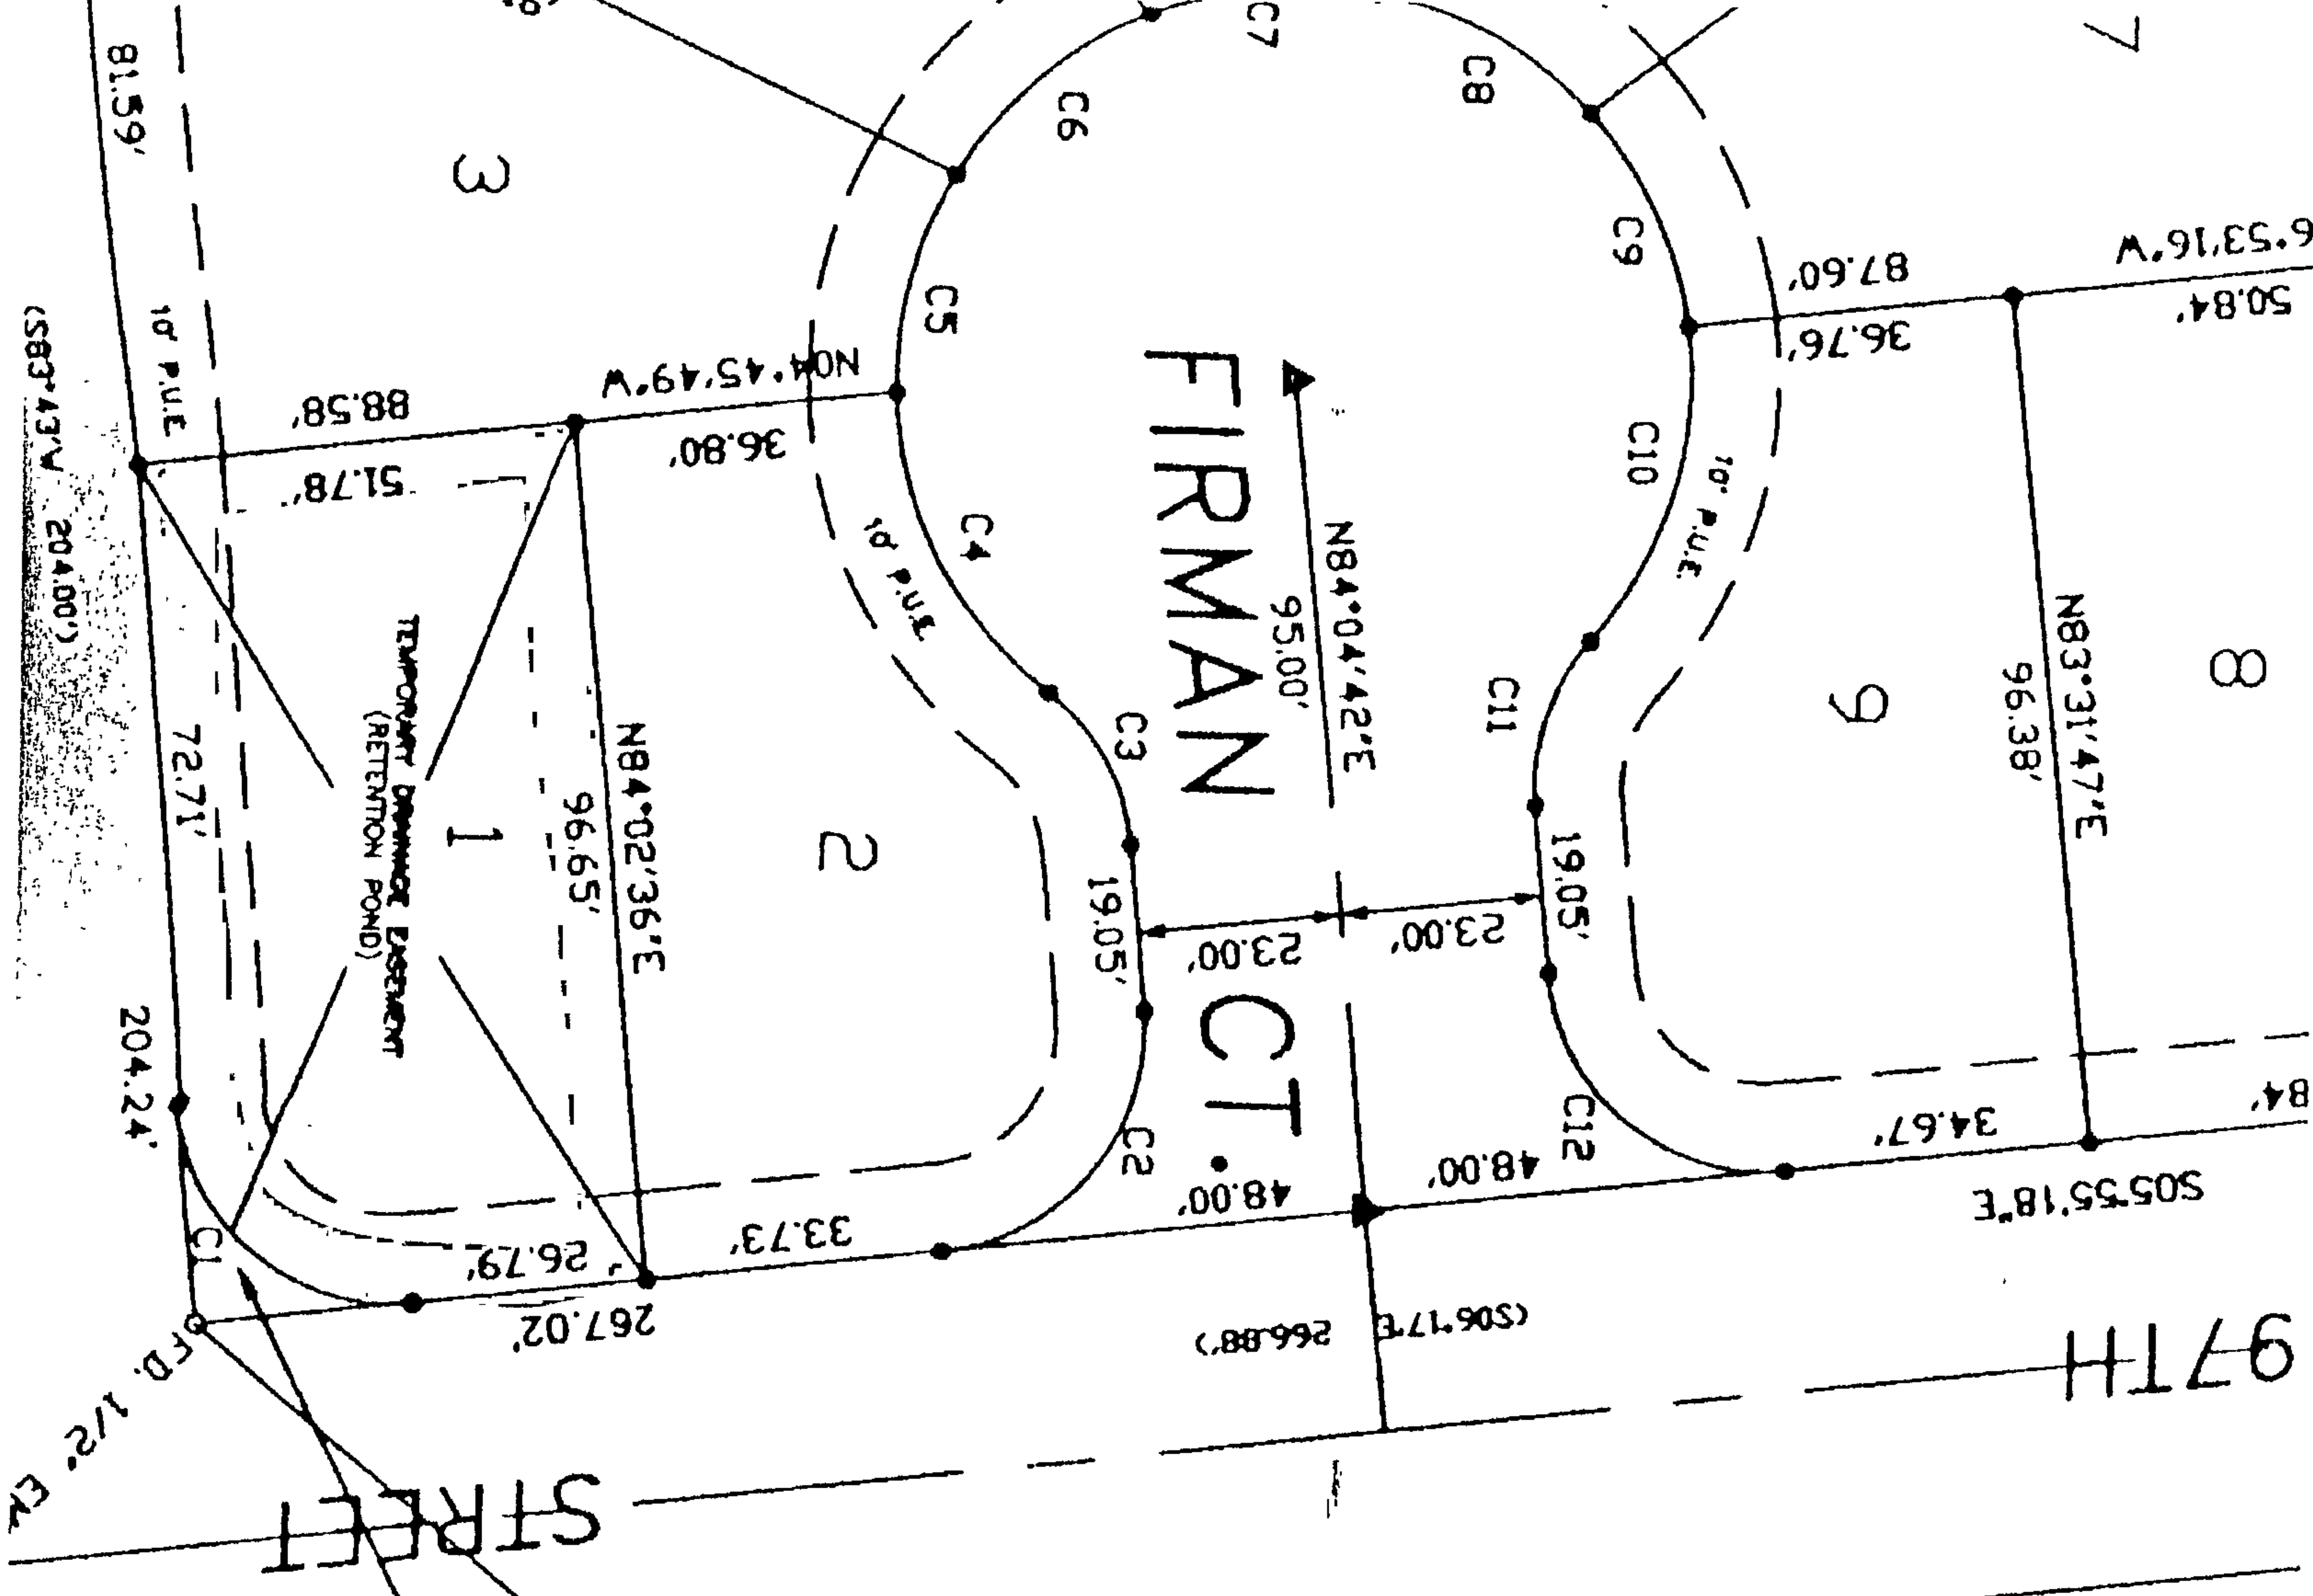 81.59'
3
C6
C7
C8
7
C9
C5
87.60'
36.76'
6°53'16"W
50.84'
(S83°43'W
204.00')
10' P.U.E.
88.58'
51.78'
N04°45'49"W
36.80'
C4
10' P.U.E.
FIRMAN CT.
N84°04'42"E
95.00'
C10
10' P.U.E.
C11
9
N83°31'47"E
96.38'
8
72.71'
TEMPORARY DRAINAGE EASEMENT
(RETENTION POND)
1
N84°02'36"E
96.65'
2
C3
19.05'
23.00'
23.00'
19.05'
204.24'
C2
C12
48.00'
48.00'
34.67'
84'
S05°55'18"E
C1
26.79'
33.73'
267.02'
(S06°17'E
266.88')
FD. 1/2"
97TH STREET